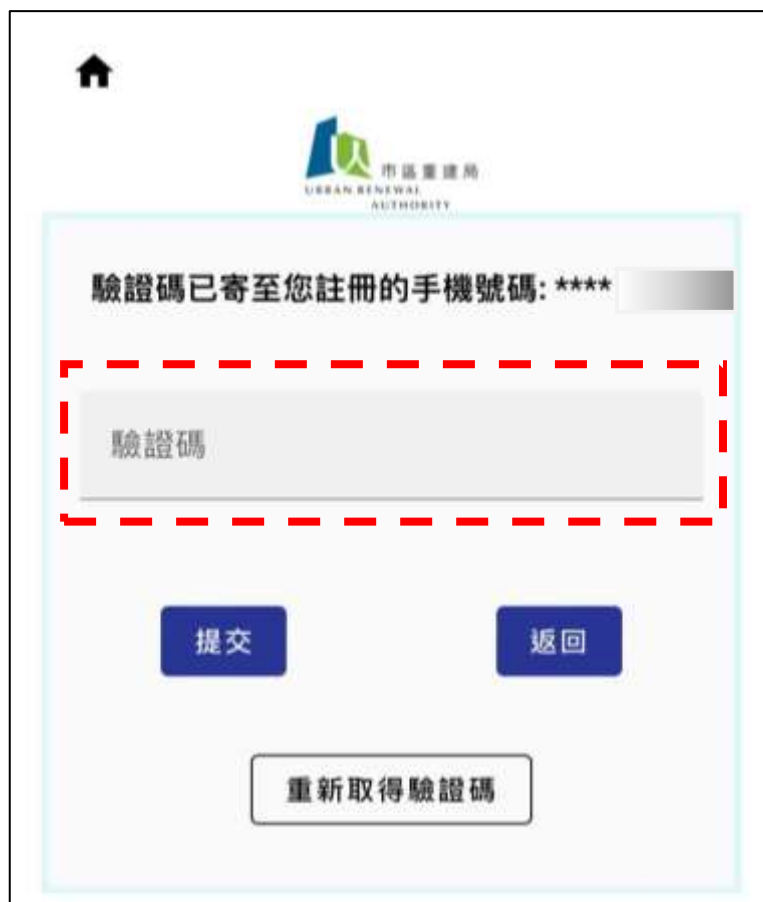 市區重建局
URBAN RENEWAL
AUTHORITY
驗證碼已寄至您註冊的手機號碼: ****
驗證碼
提交
返回
重新取得驗證碼